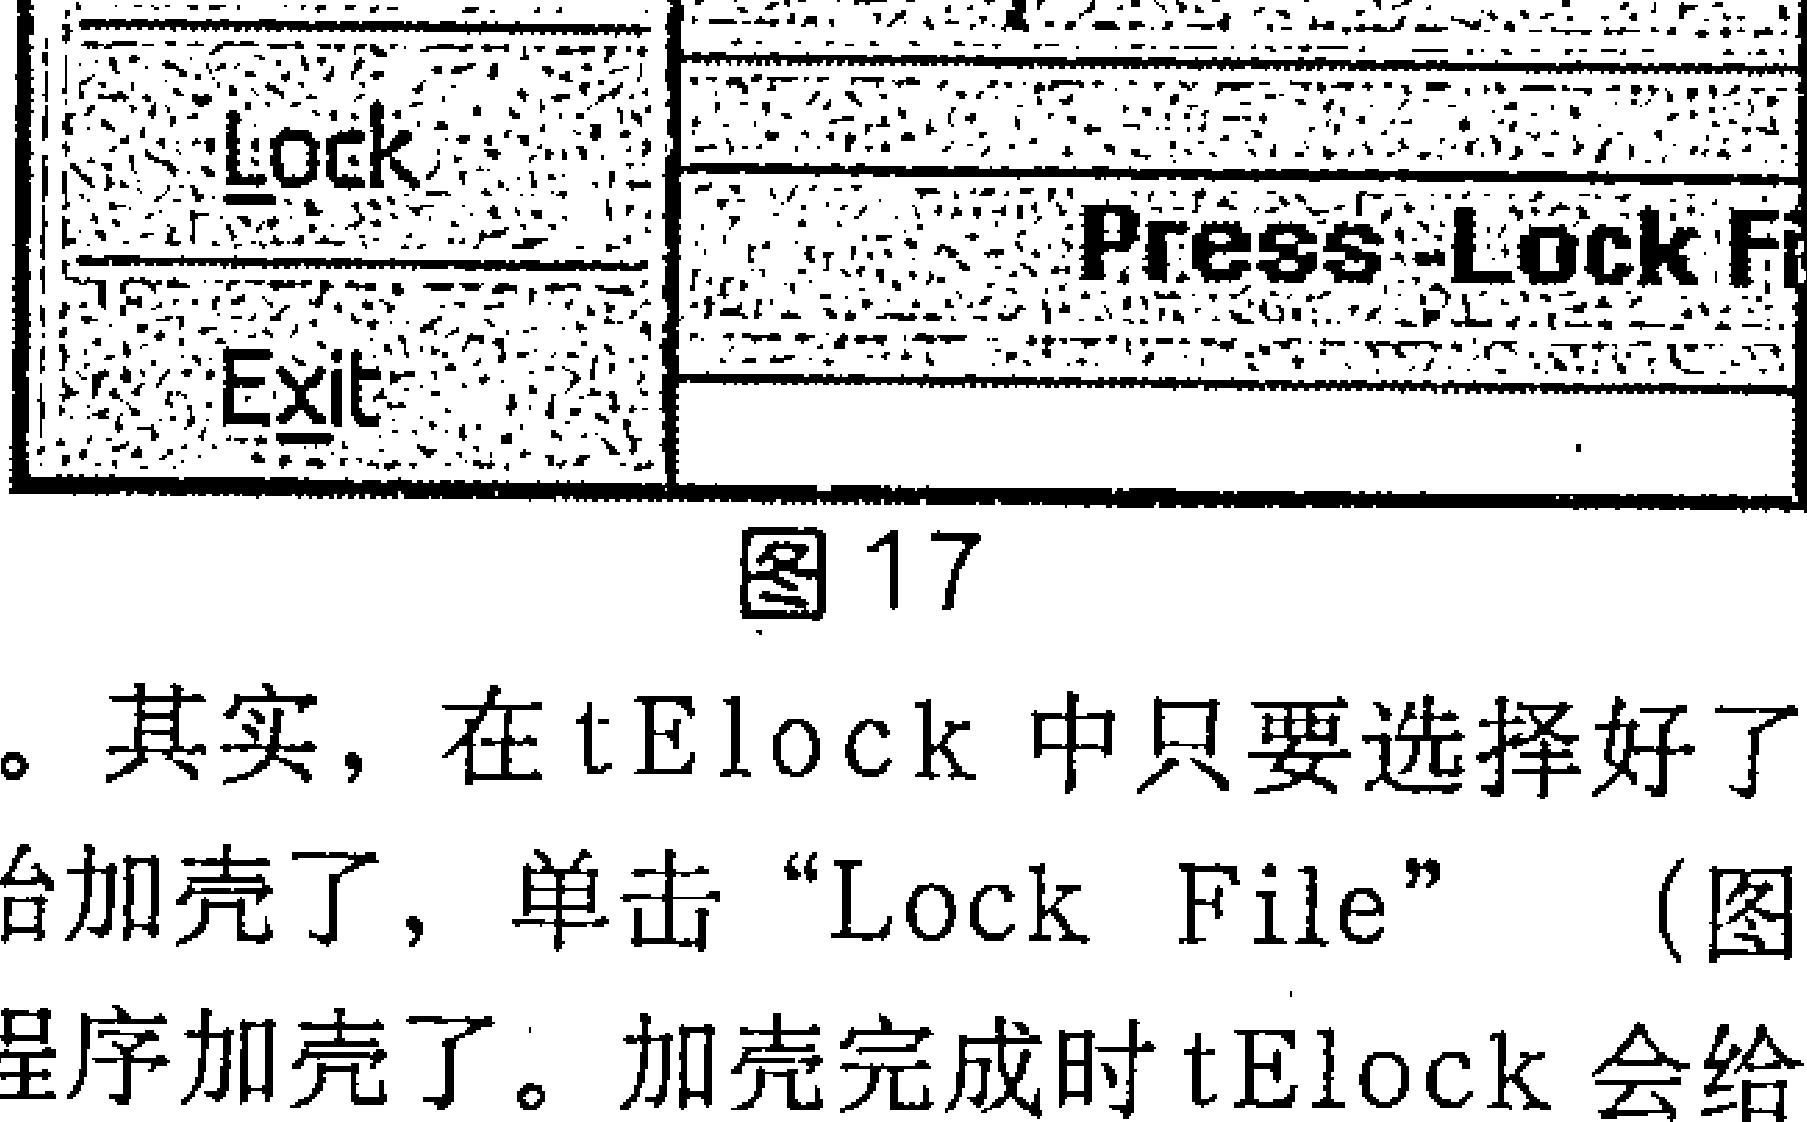 Lock
Press -Lock Fi
Exit
图 17
。其实，在tElock 中只要选择好了
加壳了，单击“Lock File” （图
程序加壳了。加壳完成时tElock 会给